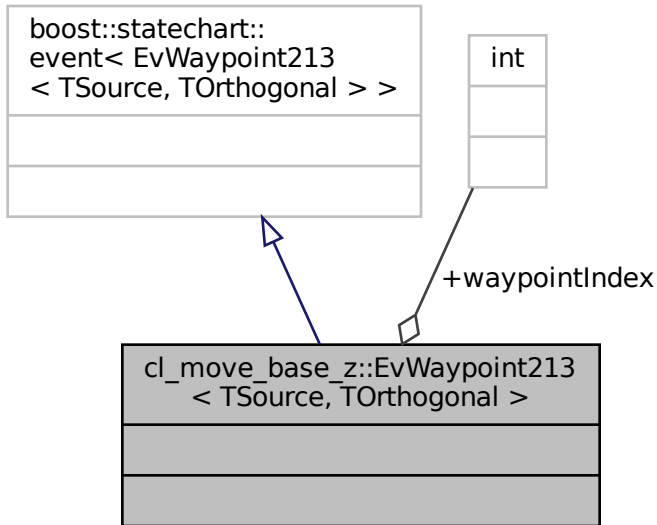 boost::statechart::
event< EvWaypoint213
< TSource, TOrthogonal > >
int
+waypointIndex
cl_move_base_z::EvWaypoint213
< TSource, TOrthogonal >